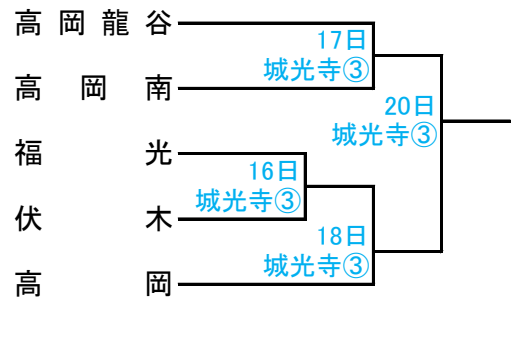 高岡龍谷
17日
城光寺③
高岡南
20日
城光寺③
福光
16日
城光寺③
伏木
18日
城光寺③
高岡